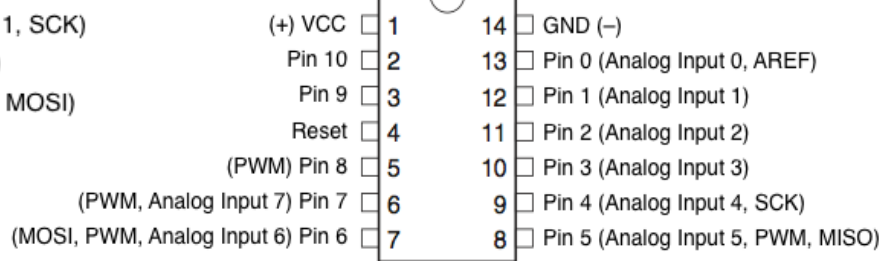 1, SCK)
(+) VCC 1 14 GND (–)
)
Pin 10 2 13 Pin 0 (Analog Input 0, AREF)
MOSI)
Pin 9 3 12 Pin 1 (Analog Input 1)
Reset 4 11 Pin 2 (Analog Input 2)
(PWM) Pin 8 5 10 Pin 3 (Analog Input 3)
(PWM, Analog Input 7) Pin 7 6 9 Pin 4 (Analog Input 4, SCK)
(MOSI, PWM, Analog Input 6) Pin 6 7 8 Pin 5 (Analog Input 5, PWM, MISO)